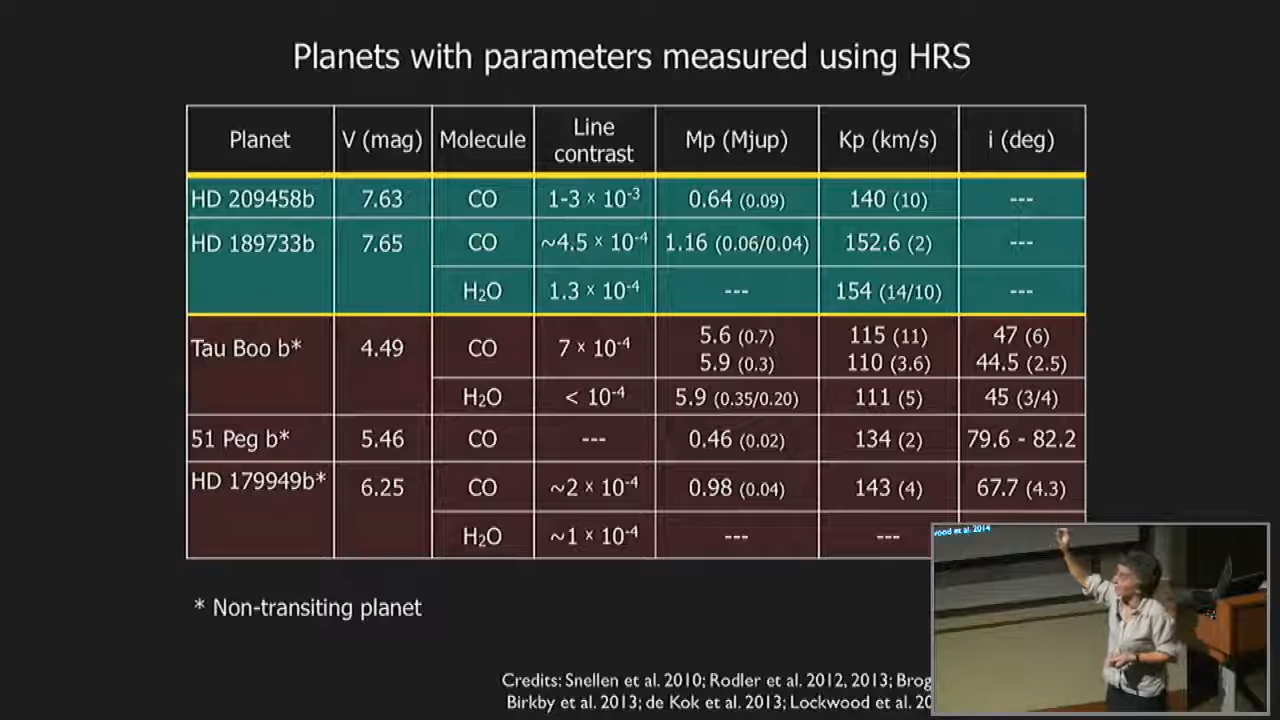 Planets with parameters measured using HRS
Planet V (mag) Molecule Line contrast Mp (Mjup) Kp (km/s) i (deg)
HD 209458b 7.63 CO 1-3 × 10⁻³ 0.64 (0.09) 140 (10) ---
HD 189733b 7.65 CO ~4.5 × 10⁻⁴ 1.16 (0.06/0.04) 152.6 (2) ---
H₂O 1.3 × 10⁻⁴ --- 154 (14/10) ---
Tau Boo b* 4.49 CO 7 × 10⁻⁴ 5.6 (0.7) 115 (11) 47 (6)
5.9 (0.3) 110 (3.6) 44.5 (2.5)
H₂O < 10⁻⁴ 5.9 (0.35/0.20) 111 (5) 45 (3/4)
51 Peg b* 5.46 CO --- 0.46 (0.02) 134 (2) 79.6 - 82.2
HD 179949b* 6.25 CO ~2 × 10⁻⁴ 0.98 (0.04) 143 (4) 67.7 (4.3)
H₂O ~1 × 10⁻⁴ --- ---
* Non-transiting planet
Credits: Snellen et al. 2010; Rodler et al. 2012, 2013;
Birkby et al. 2013; de Kok et al. 2013; Lockwood et al.
et al. 2014